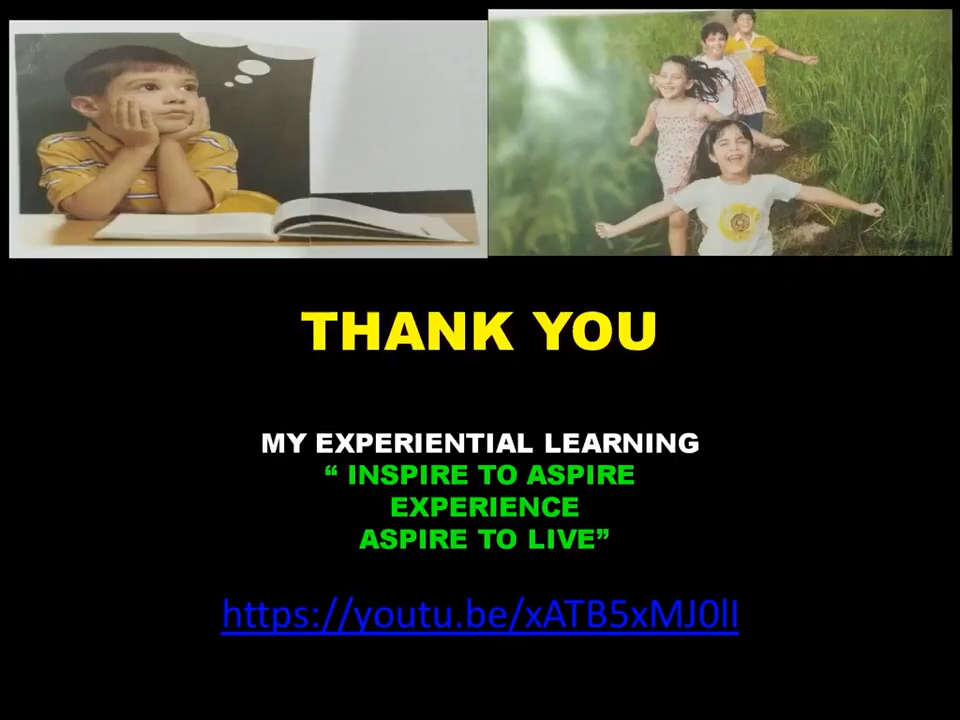 THANK YOU
MY EXPERIENTIAL LEARNING
“ INSPIRE TO ASPIRE
EXPERIENCE
ASPIRE TO LIVE”
https://youtu.be/xATB5xMJ0lI